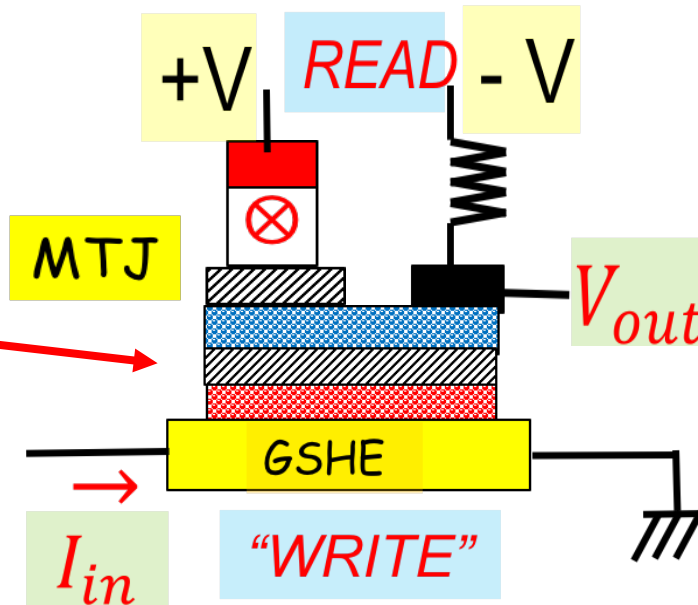 +V
READ
- V
MTJ
V_out
GSHE
I_in
“WRITE”